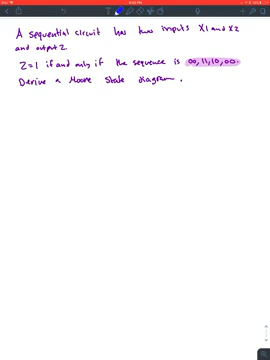 A sequential circuit has two inputs X1 and X2
and output Z
Z=1 if and only if the sequence is 00, 11, 10, 00
Derive a Moore State diagram.